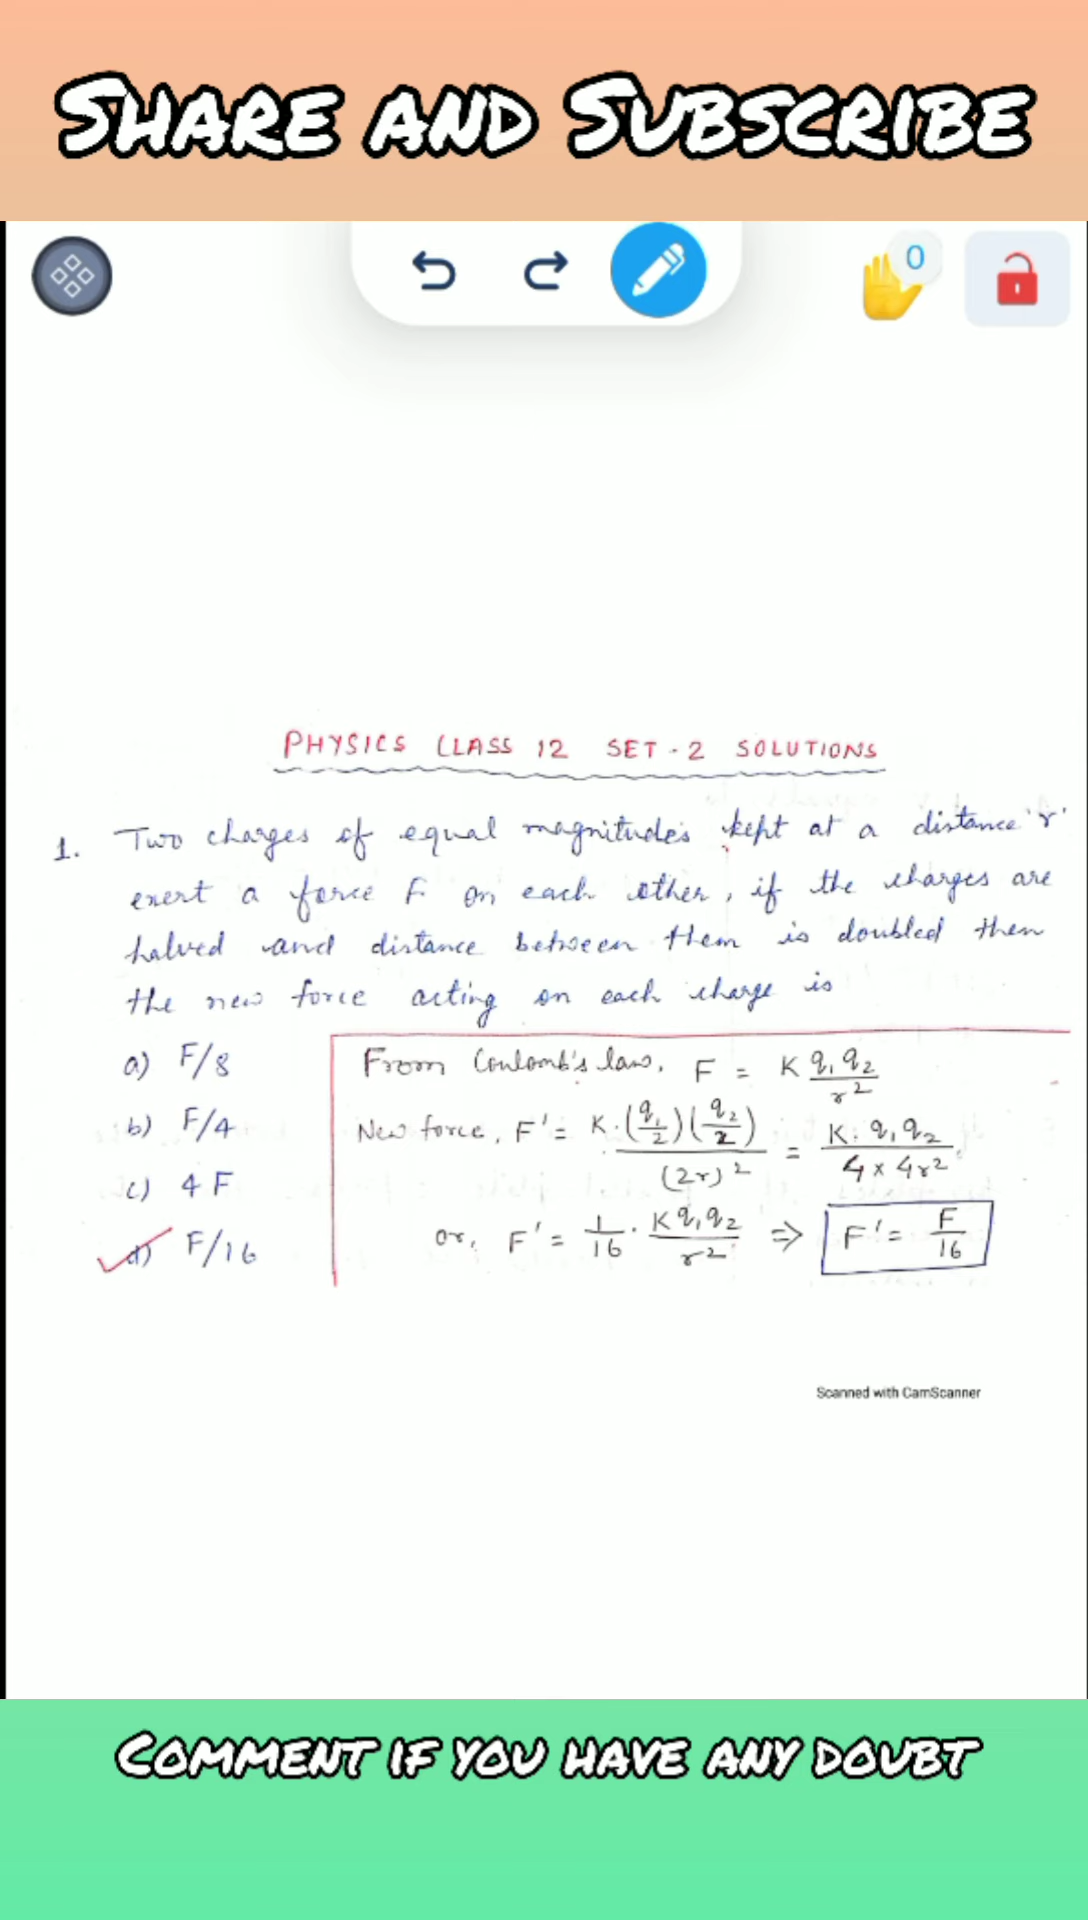 SHARE AND SUBSCRIBE
0
PHYSICS CLASS 12 SET-2 SOLUTIONS
1. Two charges of equal magnitudes kept at a distance 'r'
exert a force F on each other, if the charges are
halved and distance between them is doubled then
the new force acting on each charge is
a) F/8
b) F/4
c) 4F
d) F/16
From Coulomb's law, F = K q₁q₂/r²
New force, F' = K.(q₁/2)(q₂/2)/(2r)² = K.q₁q₂/4×4r²
or, F' = 1/16 . Kq₁q₂/r² ⇒ F' = F/16
Scanned with CamScanner
COMMENT IF YOU HAVE ANY DOUBT